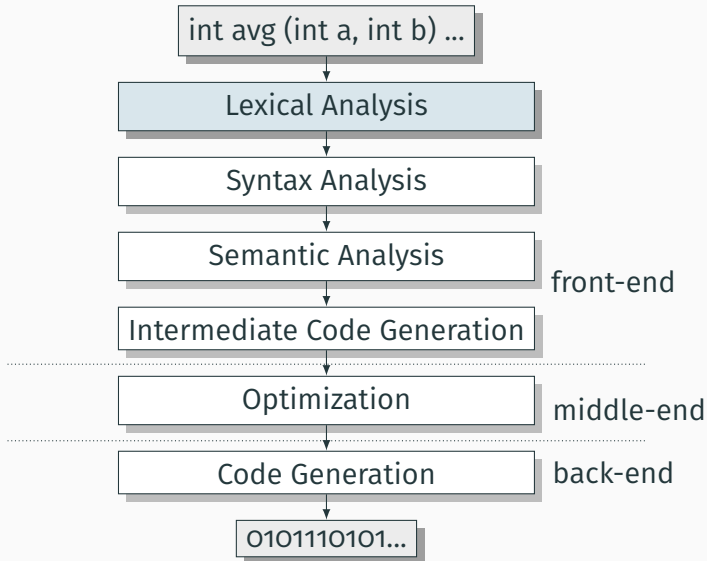 int avg (int a, int b) ...
Lexical Analysis
Syntax Analysis
Semantic Analysis
front-end
Intermediate Code Generation
Optimization
middle-end
Code Generation
back-end
0101110101...